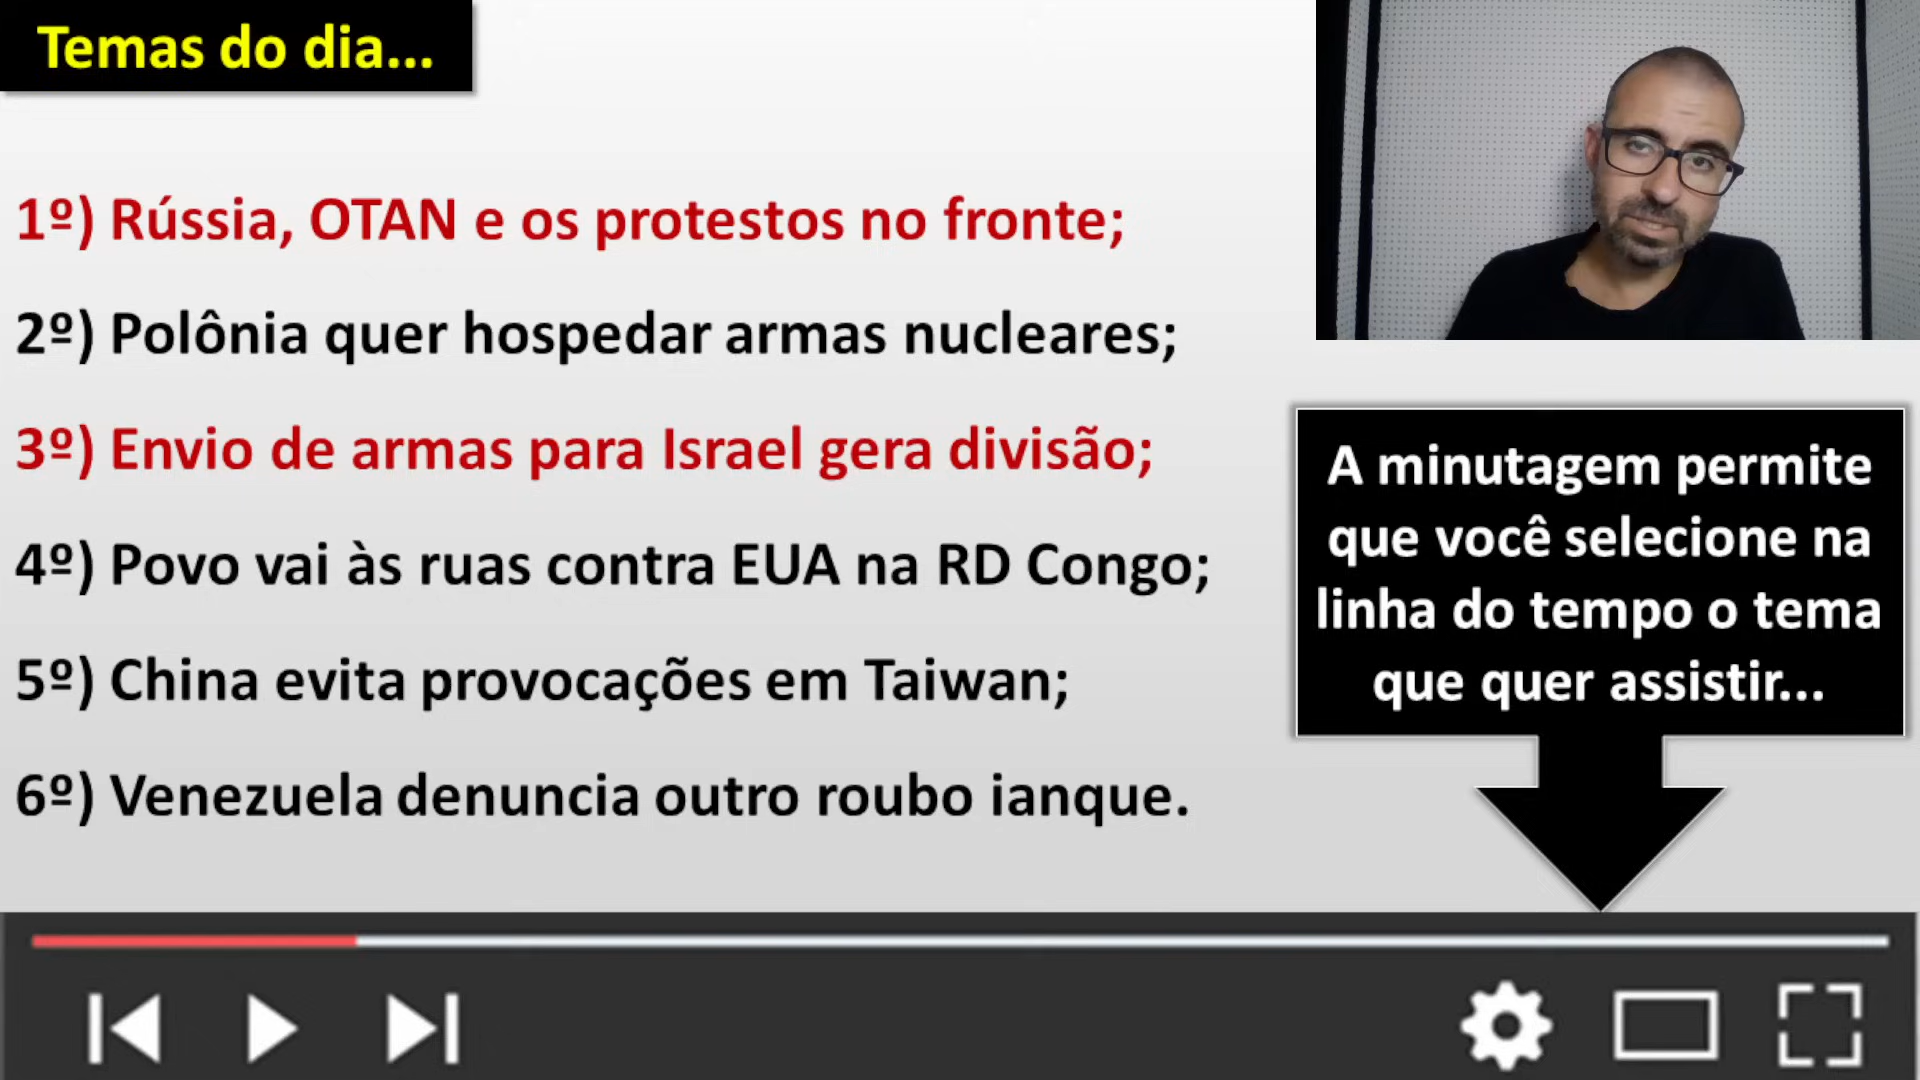 Temas do dia...
1º) Rússia, OTAN e os protestos no fronte;
2º) Polônia quer hospedar armas nucleares;
3º) Envio de armas para Israel gera divisão;
4º) Povo vai às ruas contra EUA na RD Congo;
5º) China evita provocações em Taiwan;
6º) Venezuela denuncia outro roubo ianque.
A minutagem permite
que você selecione na
linha do tempo o tema
que quer assistir...